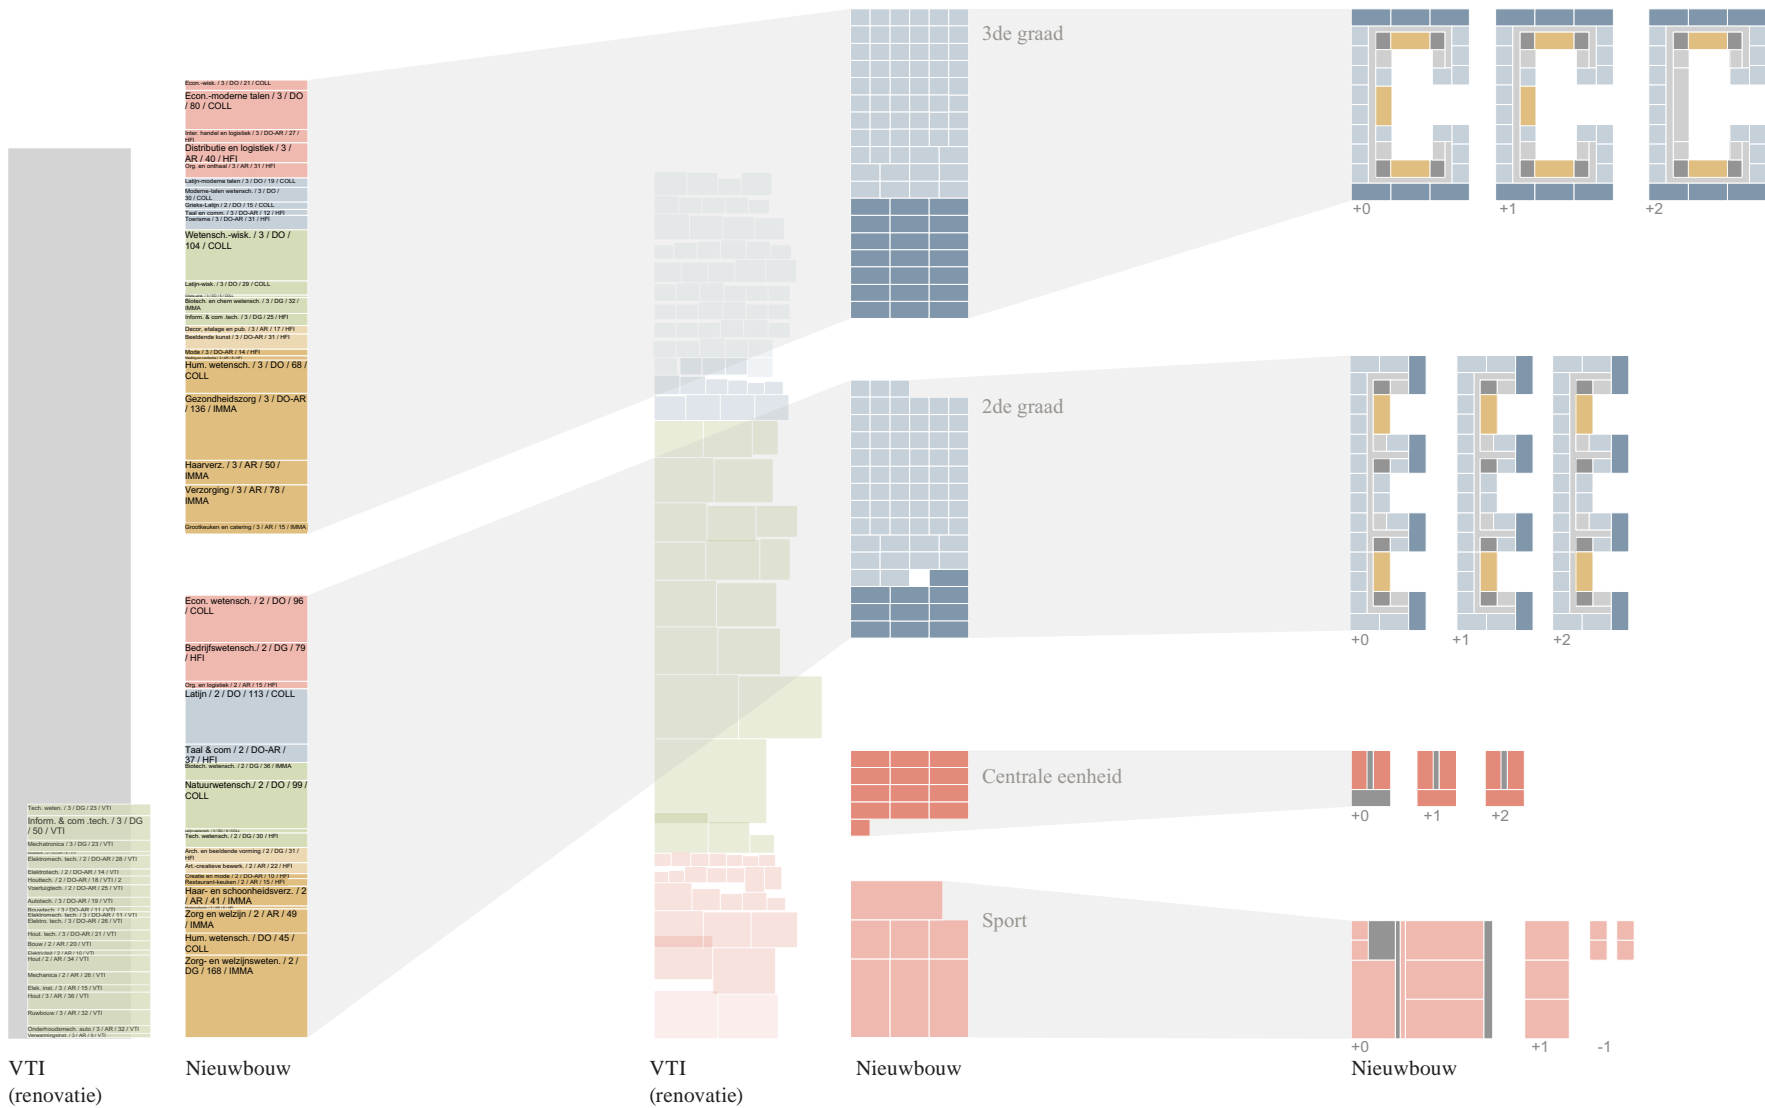 Econ.-wisk. / 3 / DO / 21 / COLL
Econ.-moderne talen / 3 / DO
/ 80 / COLL
Inter. handel en logistiek / 3 / DO-AR / 27 /
HFI
Distributie en logistiek / 3 /
AR / 40 / HFI
Org. en onthaal / 3 / AR / 31 / HFI
Latijn-moderne talen / 3 / DO / 19 / COLL
Moderne-talen wetensch. / 3 / DO /
30 / COLL
Grieks-Latijn / 2 / DO / 15 / COLL
Taal en comm. / 3 / DO-AR / 12 / HFI
Toerisme / 3 / DO-AR / 31 / HFI
Wetensch.-wisk. / 3 / DO /
104 / COLL
Latijn-wisk. / 3 / DO / 29 / COLL
Biotech. en chem wetensch. / 3 / DG / 32 /
IMMA
Inform. & com .tech. / 3 / DG / 25 / HFI
Decor, etalage en pub. / 3 / AR / 17 / HFI
Beeldende kunst / 3 / DO-AR / 31 / HFI
Mode / 3 / DO-AR / 14 / HFI
Hum. wetensch. / 3 / DO / 68 /
COLL
Gezondheidszorg / 3 / DO-AR
/ 136 / IMMA
Haarverz. / 3 / AR / 50 /
IMMA
Verzorging / 3 / AR / 78 /
IMMA
Grootkeuken en catering / 3 / AR / 15 / IMMA
Econ. wetensch. / 2 / DO / 96
/ COLL
Bedrijfswetensch./ 2 / DG / 79
/ HFI
Org. en logistiek / 2 / AR / 15 / HFI
Latijn / 2 / DO / 113 / COLL
Taal & com / 2 / DO-AR /
37 / HFI
Biotech. wetensch. / 2 / DG / 36 / IMMA
Natuurwetensch./ 2 / DO / 99 /
COLL
Tech. wetensch. / 2 / DG / 30 / HFI
Arch. en beeldende vorming / 2 / DG / 31 /
HFI
Art.-creatieve bewerk. / 2 / AR / 22 / HFI
Creatie en mode / 2 / DO-AR / 10 / HFI
Restaurant-keuken / 2 / AR / 15 / HFI
Haar- en schoonheidsverz. / 2
/ AR / 41 / IMMA
Zorg en welzijn / 2 / AR / 49
/ IMMA
Hum. wetensch. / DO / 45 /
COLL
Zorg- en welzijnsweten. / 2 /
DG / 168 / IMMA
Tech. weten. / 3 / DG / 23 / VTI
Inform. & com .tech. / 3 / DG
/ 50 / VTI
Mechatronica / 3 / DG / 23 / VTI
Elektromech. tech. / 2 / DO-AR / 28 / VTI
Elektrotech. / 2 / DO-AR / 14 / VTI
Houttech. / 2 / DO-AR / 18 / VTI / 2
Voertuigtech. / 2 / DO-AR / 25 / VTI
Autotech. / 3 / DO-AR / 19 / VTI
Bouwtech. / 3 / DO-AR / 11 / VTI
Elektromech. tech. / 3 / DO-AR / 11 / VTI
Elektro. tech. / 3 / DO-AR / 26 / VTI
Hout. tech. / 3 / DO-AR / 21 / VTI
Bouw / 2 / AR / 20 / VTI
Elektriciteit / 2 / AR / 10 / VTI
Hout / 2 / AR / 34 / VTI
Mechanica / 2 / AR / 26 / VTI
Elek. inst. / 3 / AR / 15 / VTI
Hout / 3 / AR / 36 / VTI
Ruwbouw / 3 / AR / 32 / VTI
Onderhoudsmech. auto / 3 / AR / 32 / VTI
Verwarmingsinst. / 3 / AR / 9 / VTI
3de graad
2de graad
Centrale eenheid
Sport
+0 +1 +2
+0 +1 +2
+0 +1 +2
+0 +1 -1
VTI
(renovatie)
Nieuwbouw
VTI
(renovatie)
Nieuwbouw
Nieuwbouw